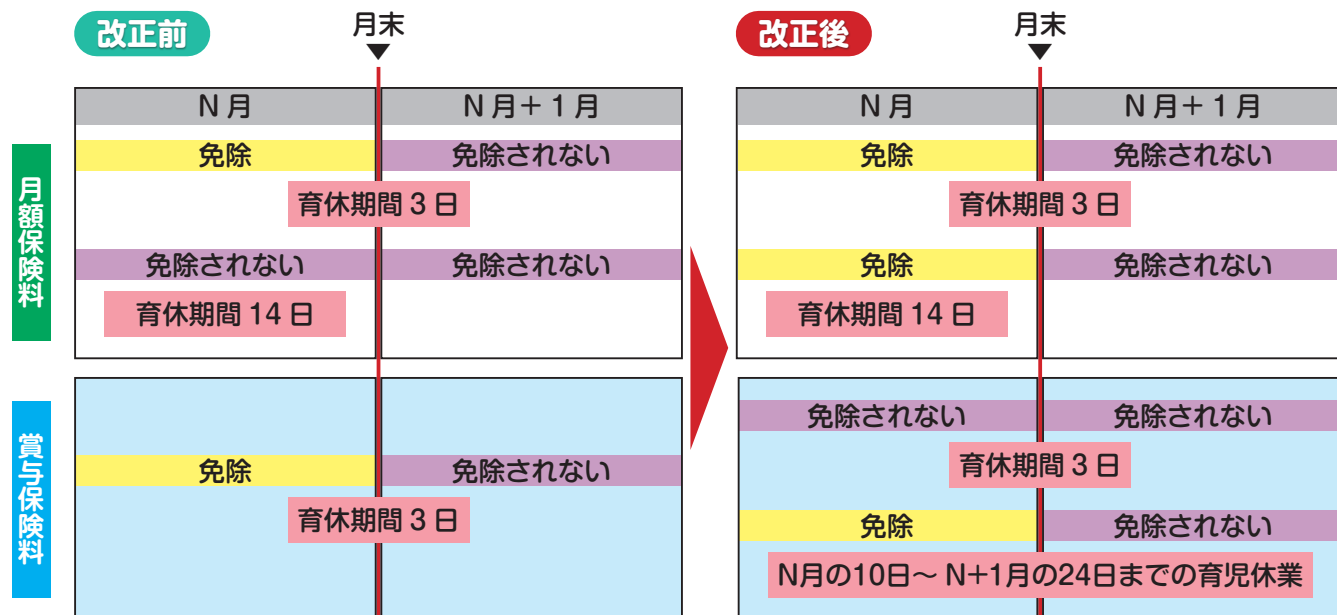 改正前
月末
N 月
N 月＋ 1 月
月額保険料
免除
免除されない
育休期間 3 日
免除されない
免除されない
育休期間 14 日
賞与保険料
免除
免除されない
育休期間 3 日
改正後
月末
N 月
N 月＋ 1 月
免除
免除されない
育休期間 3 日
免除
免除されない
育休期間 14 日
免除されない
免除されない
育休期間 3 日
免除
免除されない
N月の10日～ N+1月の24日までの育児休業